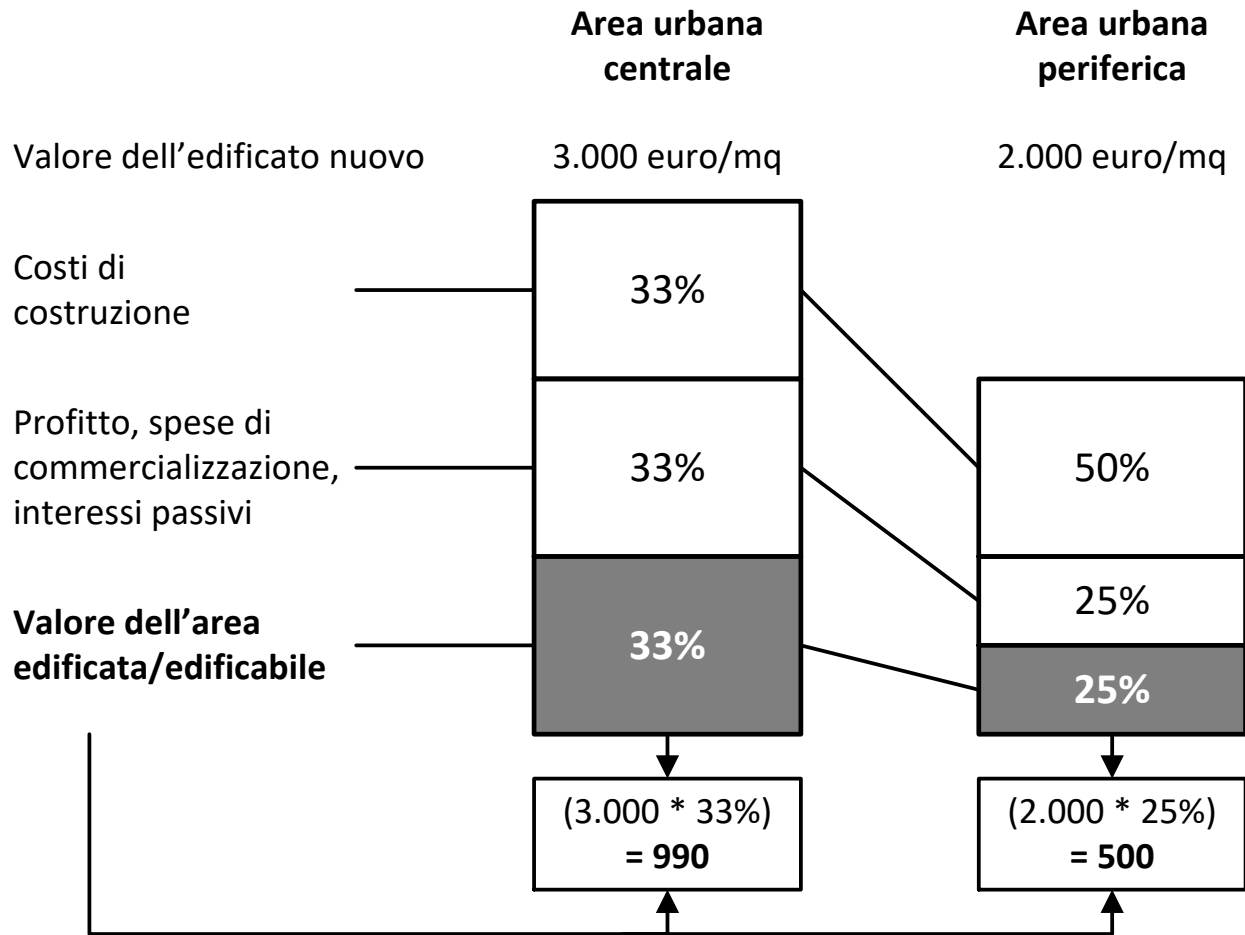 Area urbana
centrale
Area urbana
periferica
Valore dell’edificato nuovo
3.000 euro/mq
2.000 euro/mq
Costi di
costruzione
33%
Profitto, spese di
commercializzazione,
interessi passivi
33%
50%
25%
Valore dell’area
edificata/edificabile
33%
25%
(3.000 * 33%)
= 990
(2.000 * 25%)
= 500